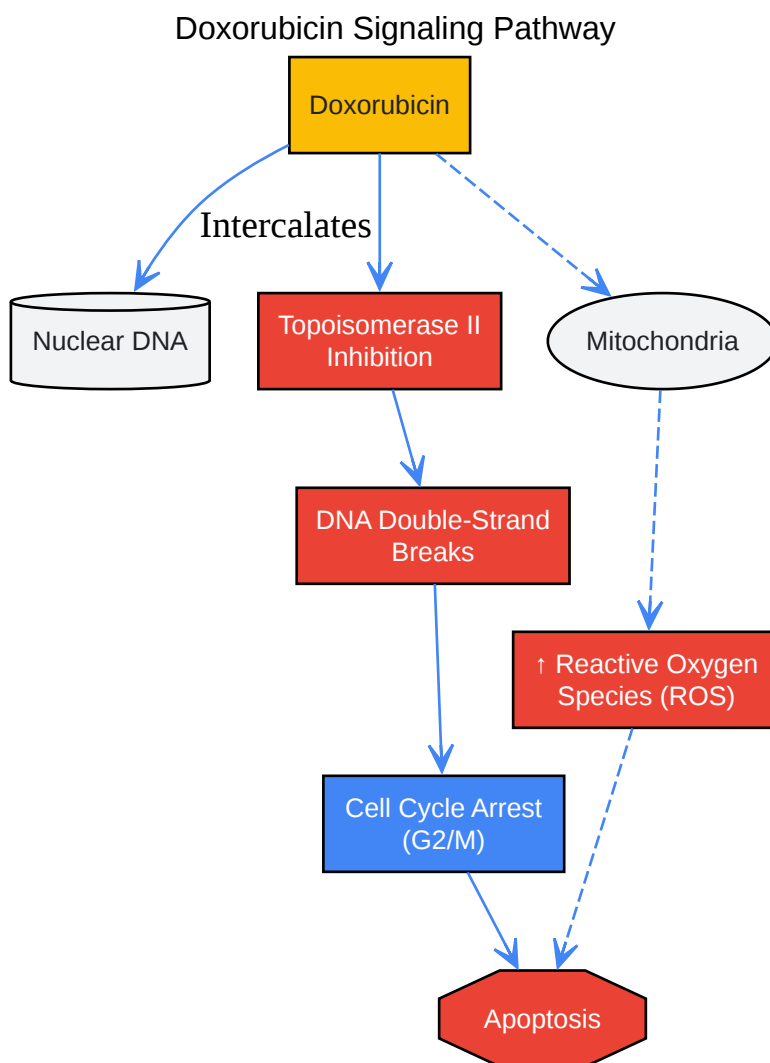 Doxorubicin Signaling Pathway
Doxorubicin
Intercalates
Nuclear DNA
Topoisomerase II
Inhibition
Mitochondria
DNA Double-Strand
Breaks
↑ Reactive Oxygen
Species (ROS)
Cell Cycle Arrest
(G2/M)
Apoptosis